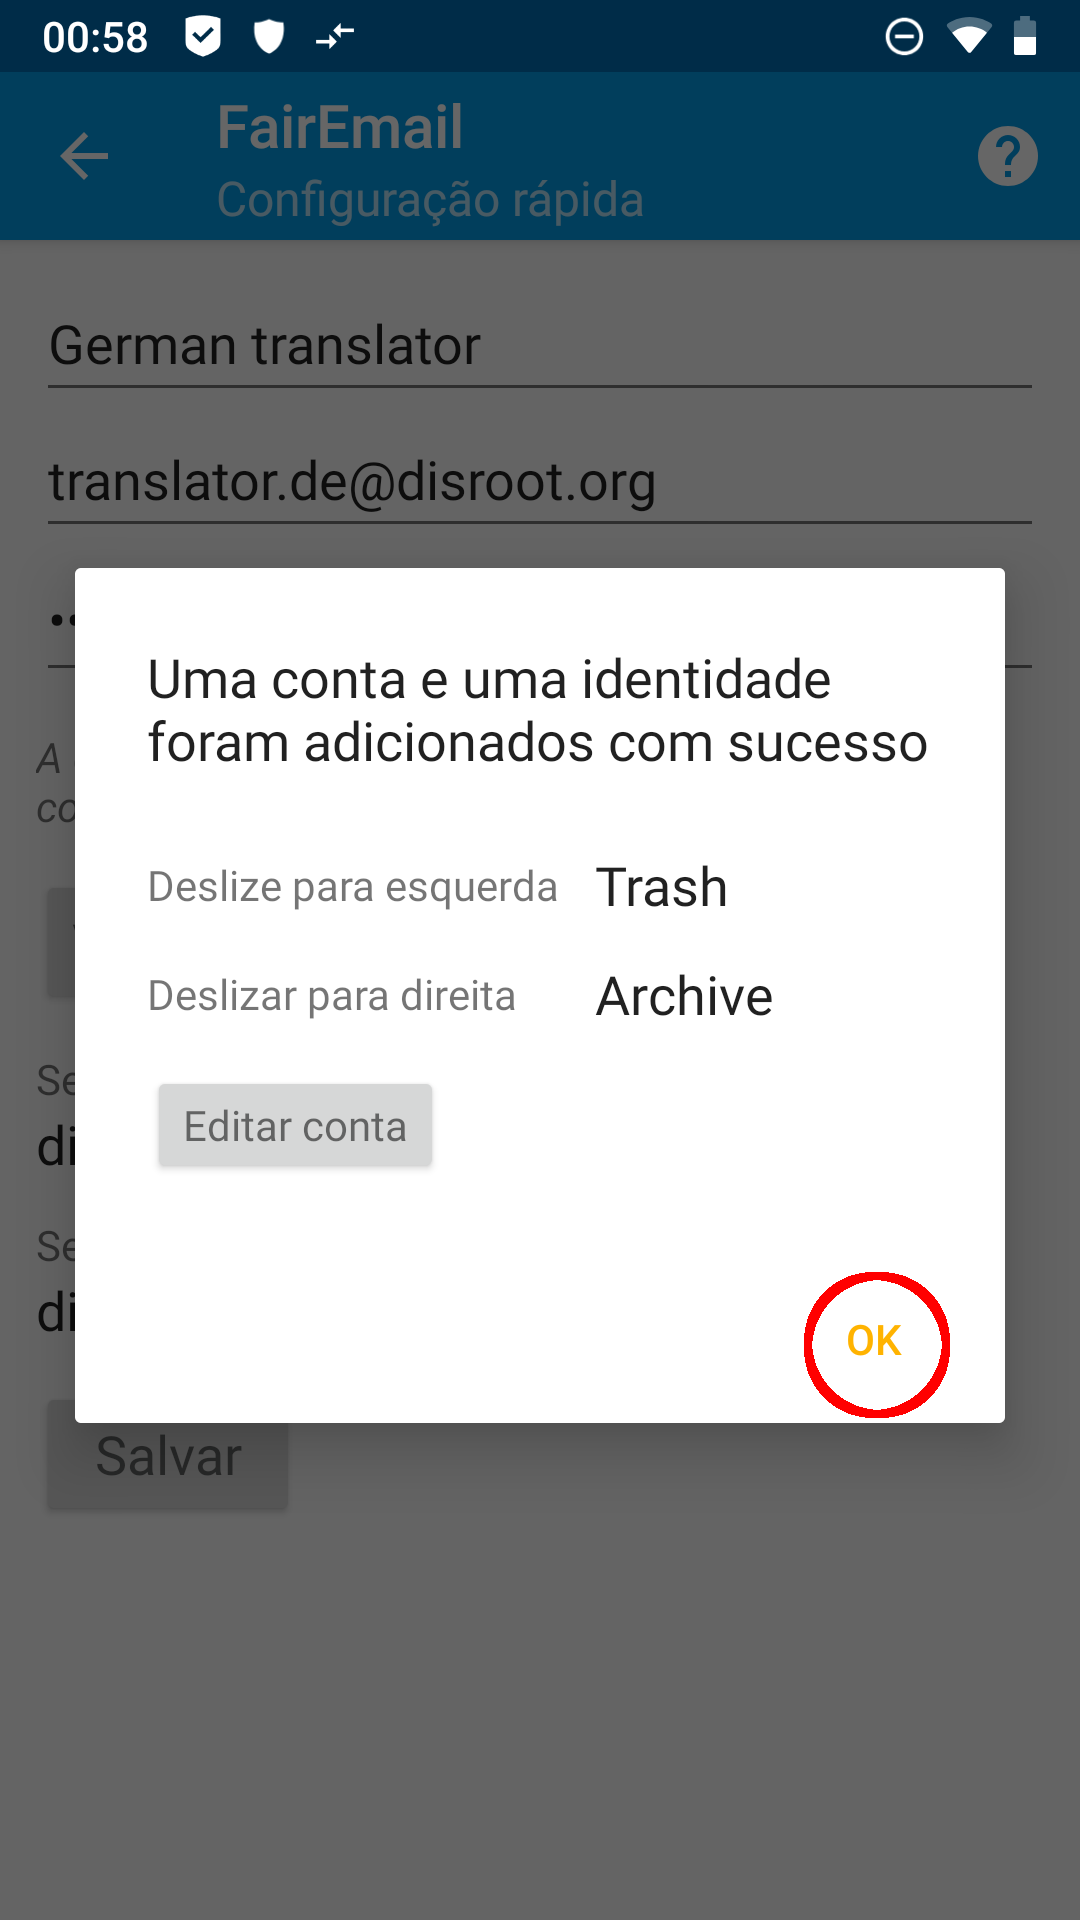 00:58
FairEmail
Configuração rápida
German translator
translator.de@disroot.org
Uma conta e uma identidade
foram adicionados com sucesso
A
co
Deslize para esquerda Trash
Deslizar para direita Archive
Editar conta
Se
di
Se
di
OK
Salvar